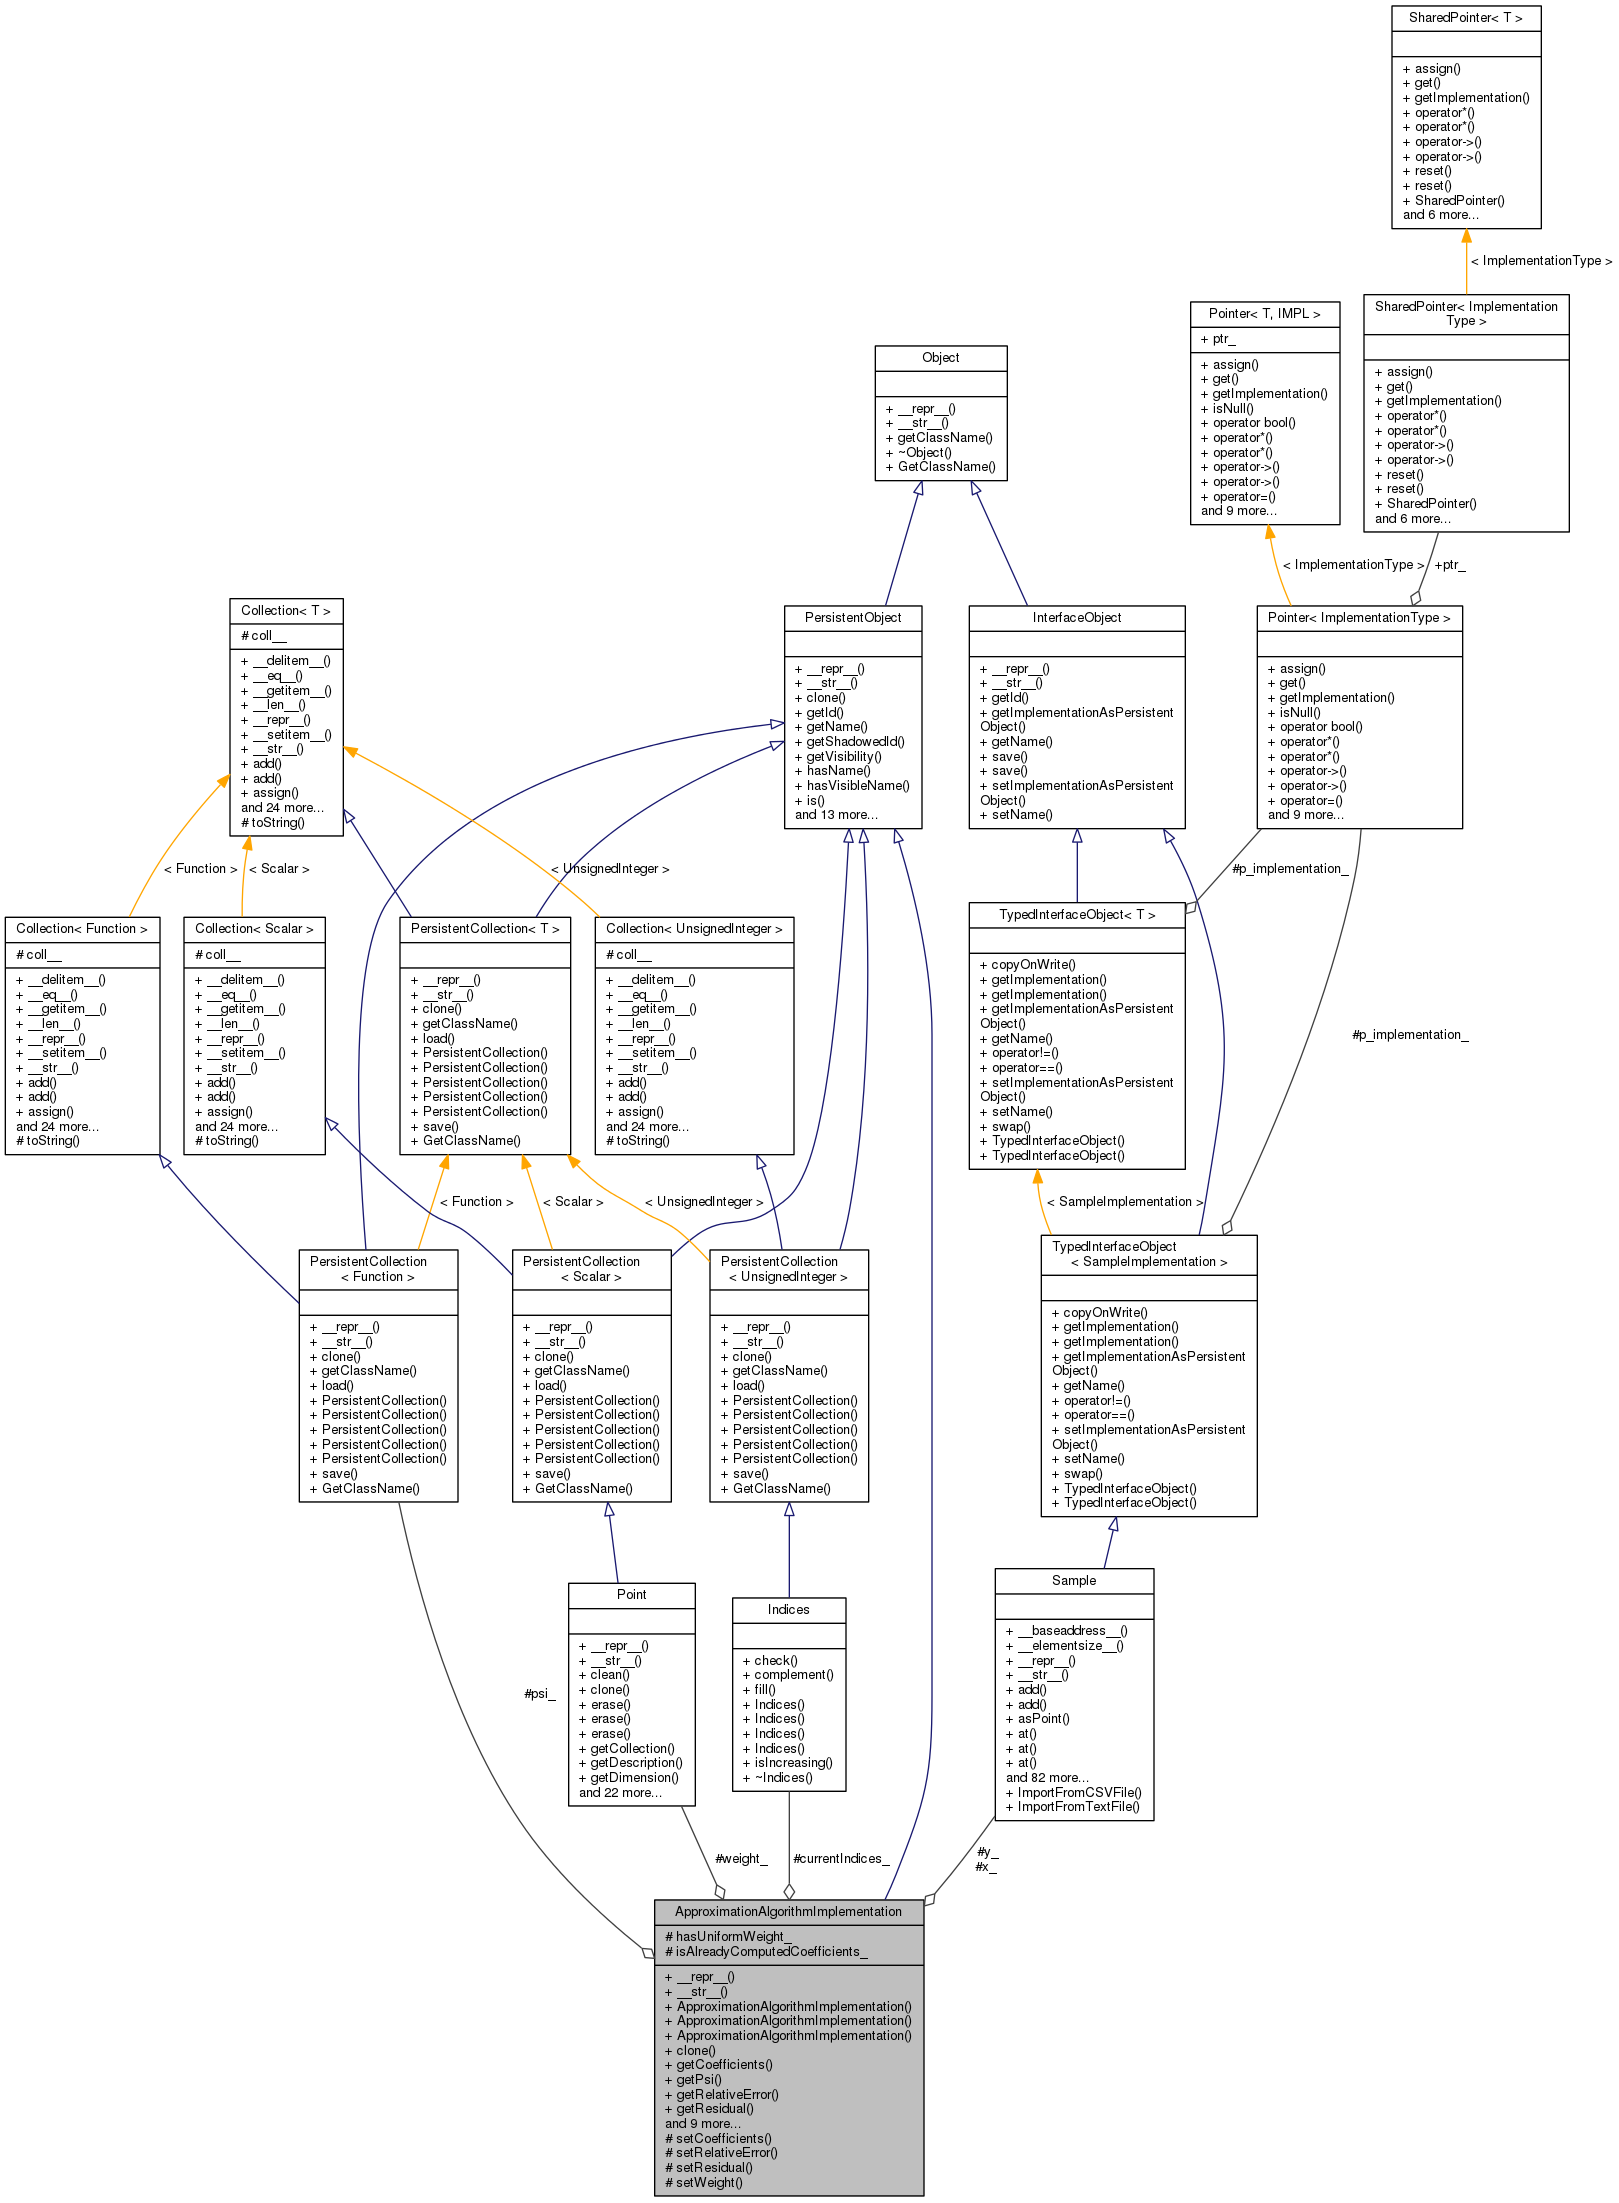 SharedPointer< T >
+ assign()
+ get()
+ getImplementation()
+ operator*()
+ operator*()
+ operator->()
+ operator->()
+ reset()
+ reset()
+ SharedPointer()
and 6 more...
< ImplementationType >
SharedPointer< Implementation
Type >
+ assign()
+ get()
+ getImplementation()
+ operator*()
+ operator*()
+ operator->()
+ operator->()
+ reset()
+ reset()
+ SharedPointer()
and 6 more...
Pointer< T, IMPL >
+ ptr_
+ assign()
+ get()
+ getImplementation()
+ isNull()
+ operator bool()
+ operator*()
+ operator*()
+ operator->()
+ operator->()
+ operator=()
and 9 more...
Object
+ __repr__()
+ __str__()
+ getClassName()
+ ~Object()
+ GetClassName()
< ImplementationType >
+ptr_
Collection< T >
# coll__
+ __delitem__()
+ __eq__()
+ __getitem__()
+ __len__()
+ __repr__()
+ __setitem__()
+ __str__()
+ add()
+ add()
+ assign()
and 24 more...
# toString()
PersistentObject
+ __repr__()
+ __str__()
+ clone()
+ getId()
+ getName()
+ getShadowedId()
+ getVisibility()
+ hasName()
+ hasVisibleName()
+ is()
and 13 more...
InterfaceObject
+ __repr__()
+ __str__()
+ getId()
+ getImplementationAsPersistent
Object()
+ getName()
+ save()
+ save()
+ setImplementationAsPersistent
Object()
+ setName()
Pointer< ImplementationType >
+ assign()
+ get()
+ getImplementation()
+ isNull()
+ operator bool()
+ operator*()
+ operator*()
+ operator->()
+ operator->()
+ operator=()
and 9 more...
< Function >
< Scalar >
< UnsignedInteger >
#p_implementation_
Collection< Function >
# coll__
+ __delitem__()
+ __eq__()
+ __getitem__()
+ __len__()
+ __repr__()
+ __setitem__()
+ __str__()
+ add()
+ add()
+ assign()
and 24 more...
# toString()
Collection< Scalar >
# coll__
+ __delitem__()
+ __eq__()
+ __getitem__()
+ __len__()
+ __repr__()
+ __setitem__()
+ __str__()
+ add()
+ add()
+ assign()
and 24 more...
# toString()
PersistentCollection< T >
+ __repr__()
+ __str__()
+ clone()
+ getClassName()
+ load()
+ PersistentCollection()
+ PersistentCollection()
+ PersistentCollection()
+ PersistentCollection()
+ PersistentCollection()
+ save()
+ GetClassName()
Collection< UnsignedInteger >
# coll__
+ __delitem__()
+ __eq__()
+ __getitem__()
+ __len__()
+ __repr__()
+ __setitem__()
+ __str__()
+ add()
+ add()
+ assign()
and 24 more...
# toString()
TypedInterfaceObject< T >
+ copyOnWrite()
+ getImplementation()
+ getImplementation()
+ getImplementationAsPersistent
Object()
+ getName()
+ operator!=()
+ operator==()
+ setImplementationAsPersistent
Object()
+ setName()
+ swap()
+ TypedInterfaceObject()
+ TypedInterfaceObject()
#p_implementation_
< Function >
< Scalar >
< UnsignedInteger >
< SampleImplementation >
PersistentCollection
< Function >
+ __repr__()
+ __str__()
+ clone()
+ getClassName()
+ load()
+ PersistentCollection()
+ PersistentCollection()
+ PersistentCollection()
+ PersistentCollection()
+ PersistentCollection()
+ save()
+ GetClassName()
PersistentCollection
< Scalar >
+ __repr__()
+ __str__()
+ clone()
+ getClassName()
+ load()
+ PersistentCollection()
+ PersistentCollection()
+ PersistentCollection()
+ PersistentCollection()
+ PersistentCollection()
+ save()
+ GetClassName()
PersistentCollection
< UnsignedInteger >
+ __repr__()
+ __str__()
+ clone()
+ getClassName()
+ load()
+ PersistentCollection()
+ PersistentCollection()
+ PersistentCollection()
+ PersistentCollection()
+ PersistentCollection()
+ save()
+ GetClassName()
TypedInterfaceObject
< SampleImplementation >
+ copyOnWrite()
+ getImplementation()
+ getImplementation()
+ getImplementationAsPersistent
Object()
+ getName()
+ operator!=()
+ operator==()
+ setImplementationAsPersistent
Object()
+ setName()
+ swap()
+ TypedInterfaceObject()
+ TypedInterfaceObject()
#psi_
Point
+ __repr__()
+ __str__()
+ clean()
+ clone()
+ erase()
+ erase()
+ erase()
+ getCollection()
+ getDescription()
+ getDimension()
and 22 more...
Indices
+ check()
+ complement()
+ fill()
+ Indices()
+ Indices()
+ Indices()
+ Indices()
+ isIncreasing()
+ ~Indices()
Sample
+ __baseaddress__()
+ __elementsize__()
+ __repr__()
+ __str__()
+ add()
+ add()
+ asPoint()
+ at()
+ at()
+ at()
and 82 more...
+ ImportFromCSVFile()
+ ImportFromTextFile()
#weight_
#currentIndices_
#y_
#x_
ApproximationAlgorithmImplementation
# hasUniformWeight_
# isAlreadyComputedCoefficients_
+ __repr__()
+ __str__()
+ ApproximationAlgorithmImplementation()
+ ApproximationAlgorithmImplementation()
+ ApproximationAlgorithmImplementation()
+ clone()
+ getCoefficients()
+ getPsi()
+ getRelativeError()
+ getResidual()
and 9 more...
# setCoefficients()
# setRelativeError()
# setResidual()
# setWeight()